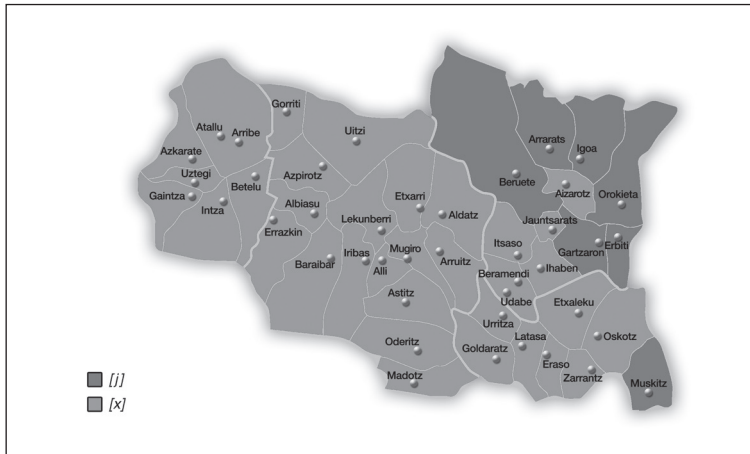 Gorriti
Atallu
Arribe
Uitzi
Azkarate
Uztegi
Gaintza
Intza
Betelu
Azpirotz
Albiasu
Errazkin
Etxarri
Lekunberri
Aldatz
Baraibar
Iribas
Alli
Mugiro
Arruitz
Astitz
Oderitz
Madotz
Arrarats
Igoa
Beruete
Aizarotz
Orokieta
Jauntsarats
Itsaso
Gartzaron
Erbiti
Beramendi
Ihaben
Udabe
Etxaleku
Urritza
Latasa
Oskotz
Goldaratz
Eraso
Zarrantz
Muskitz
[j]
[x]